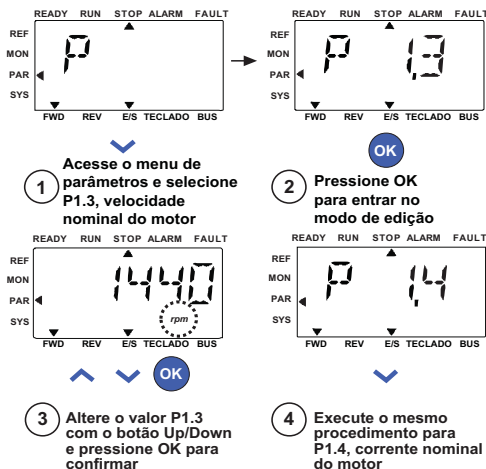 READY RUN STOP ALARM FAULT
REF
MON
PAR
SYS
P
FWD REV E/S TECLADO BUS
READY RUN STOP ALARM FAULT
REF
MON
PAR
SYS
P 1,3
FWD REV E/S TECLADO BUS
1
Acesse o menu de
parâmetros e selecione
P1.3, velocidade
nominal do motor
OK
2
Pressione OK
para entrar no
modo de edição
READY RUN STOP ALARM FAULT
REF
MON
PAR
SYS
1440
rpm
FWD REV E/S TECLADO BUS
OK
3
Altere o valor P1.3
com o botão Up/Down
e pressione OK para
confirmar
READY RUN STOP ALARM FAULT
REF
MON
PAR
SYS
P 1,4
FWD REV E/S TECLADO BUS
4
Execute o mesmo
procedimento para
P1.4, corrente nominal
do motor